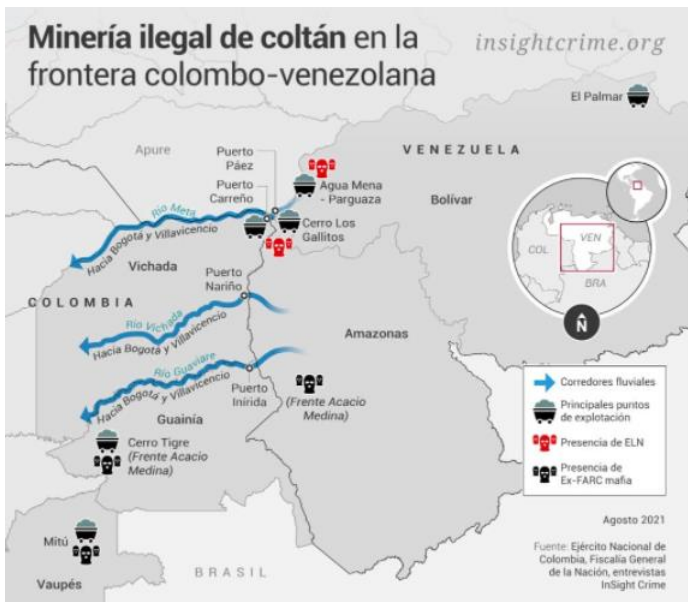 Minería ilegal de coltán en la
frontera colombo-venezolana
insightcrime.org
El Palmar
VENEZUELA
Apure
Puerto
Páez
Puerto
Carreño
Agua Mena
- Parguaza
Bolívar
Río Meta
Cerro Los
Gallitos
Hacia Bogotá y Villavicencio
Vichada
COL
VEN
BRA
N
Puerto
Nariño
COLOMBIA
Río Vichada
Hacia Bogotá y Villavicencio
Amazonas
Río Guaviare
Hacia Bogotá y Villavicencio
Puerto
Inírida
(Frente Acacio
Medina)
Guainía
Cerro Tigre
(Frente Acacio
Medina)
Corredores fluviales
Principales puntos
de explotación
Presencia de ELN
Presencia de
Ex-FARC mafia
Mitú
Vaupés
BRASIL
Agosto 2021
Fuente: Ejército Nacional de
Colombia, Fiscalía General
de la Nación, entrevistas
InSight Crime